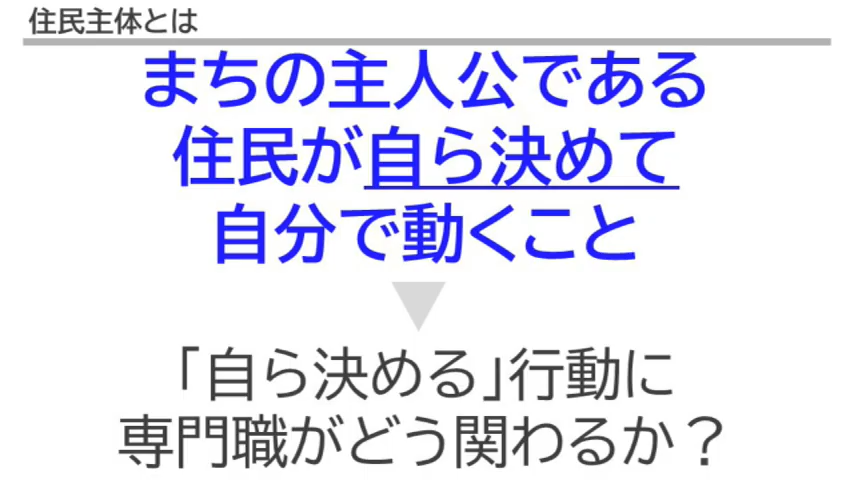 住民主体とは
まちの主人公である
住民が自ら決めて
自分で動くこと
「自ら決める」行動に
専門職がどう関わるか？